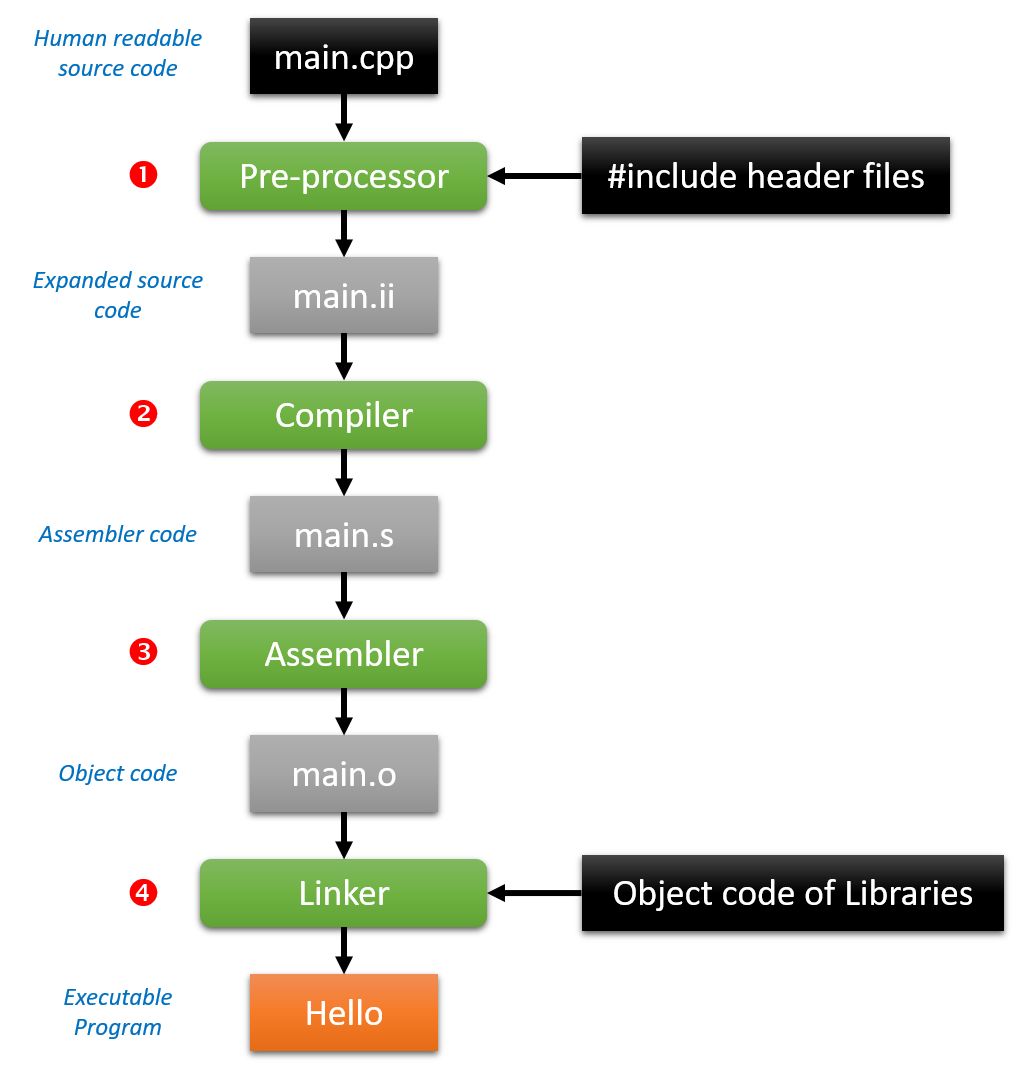 Human readable
source code
main.cpp
❶
Pre-processor
#include header files
Expanded source
code
main.ii
❷
Compiler
Assembler code
main.s
❸
Assembler
Object code
main.o
❹
Linker
Object code of Libraries
Executable
Program
Hello